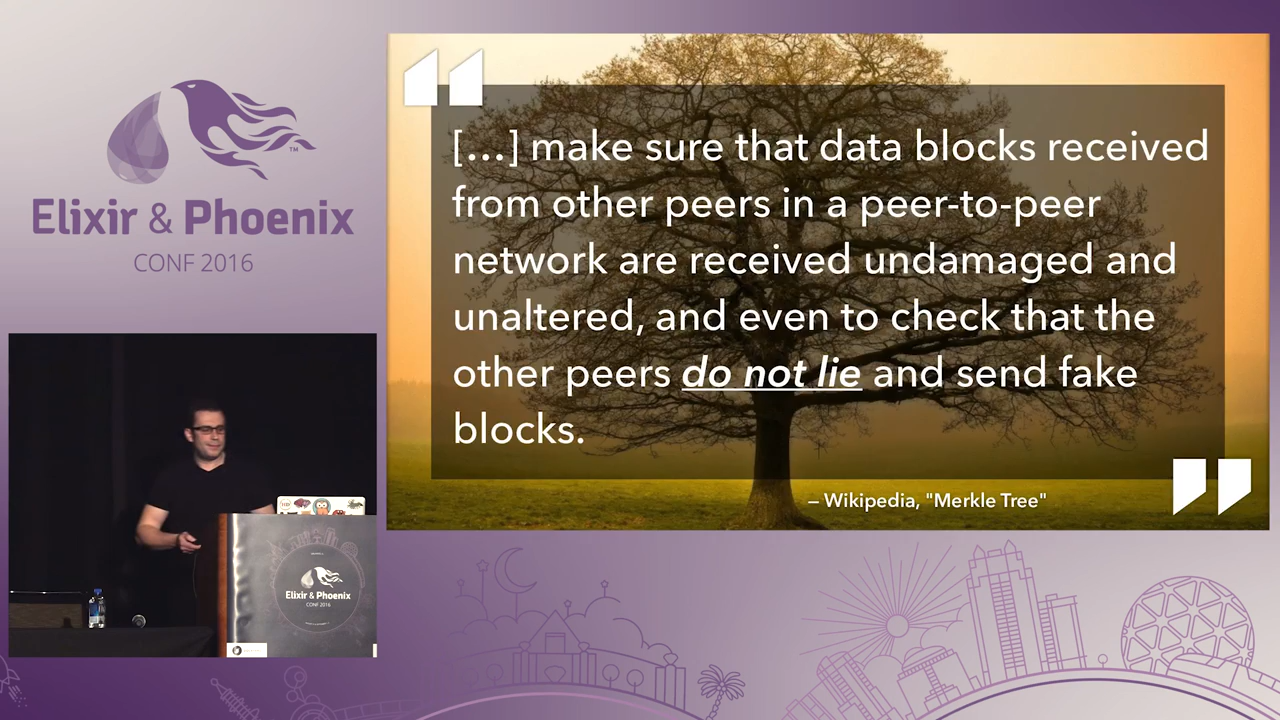 Elixir & Phoenix
TM
CONF 2016
[…] make sure that data blocks received
from other peers in a peer-to-peer
network are received undamaged and
unaltered, and even to check that the
other peers do not lie and send fake
blocks.
– Wikipedia, "Merkle Tree"
Elixir & Phoenix
CONF 2016